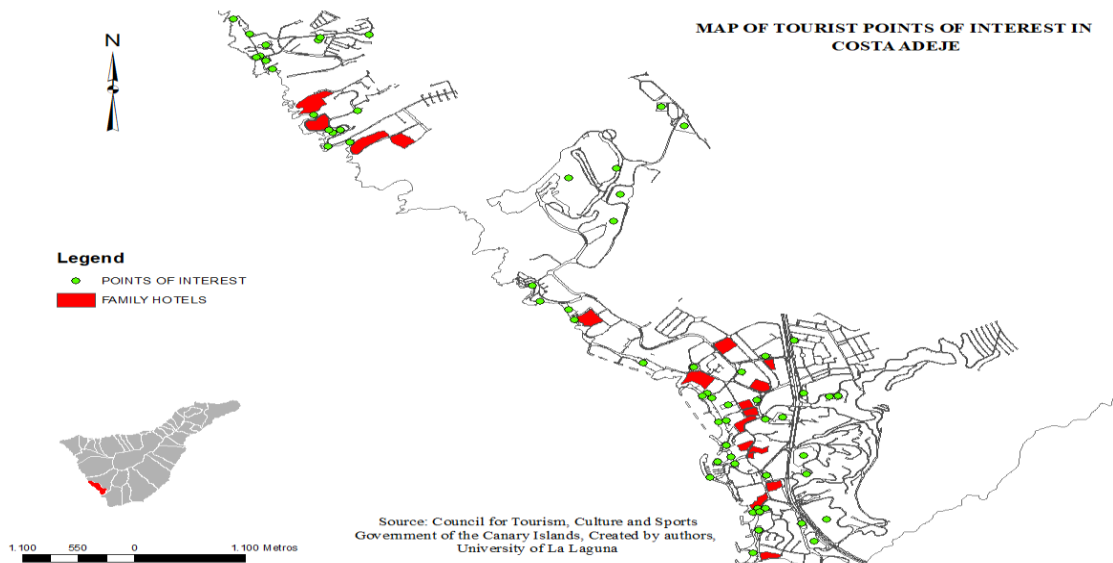 MAP OF TOURIST POINTS OF INTEREST IN
COSTA ADEJE
N
Legend
POINTS OF INTEREST
FAMILY HOTELS
Source: Council for Tourism, Culture and Sports
Government of the Canary Islands, Created by authors,
University of La Laguna
1.100 550 0 1.100 Metros